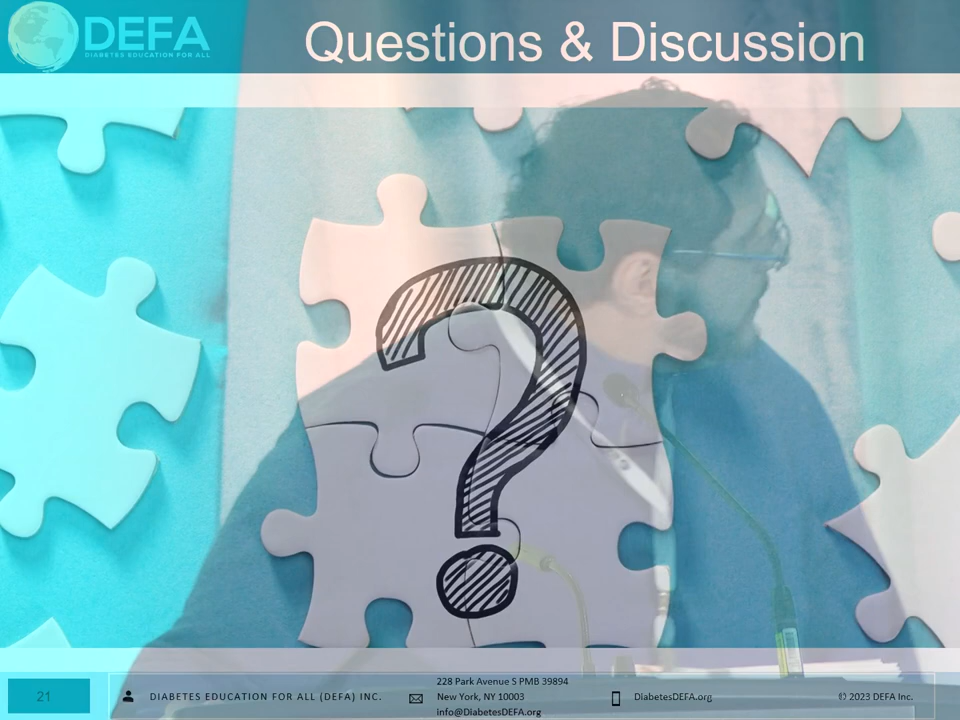 DEFA
DIABETES EDUCATION FOR ALL
Questions & Discussion
?
21
DIABETES EDUCATION FOR ALL (DEFA) INC.
228 Park Avenue S PMB 39894
New York, NY 10003
info@DiabetesDEFA.org
DiabetesDEFA.org
© 2023 DEFA Inc.